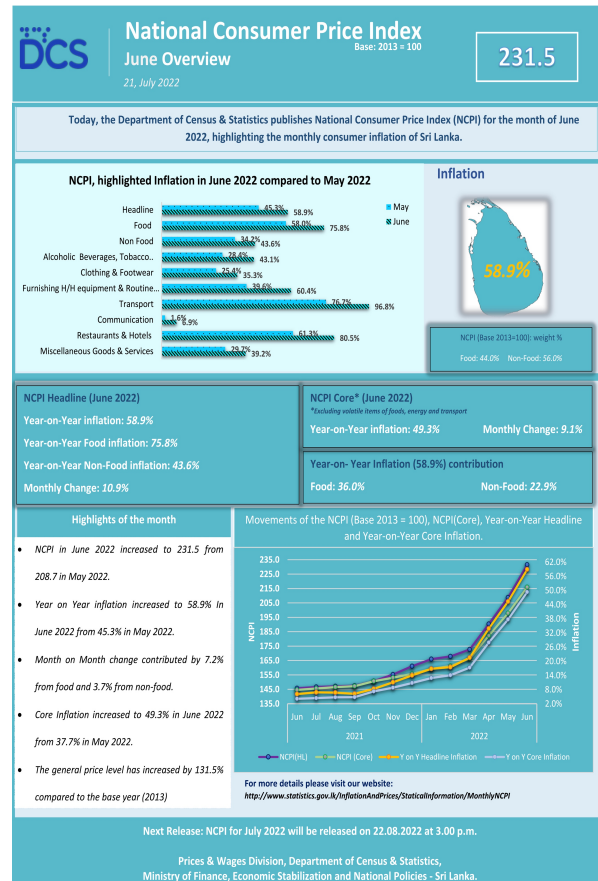 DCS
National Consumer Price Index
Base: 2013 = 100
June Overview
21, July 2022
231.5
Today, the Department of Census & Statistics publishes National Consumer Price Index (NCPI) for the month of June
2022, highlighting the monthly consumer inflation of Sri Lanka.
NCPI, highlighted Inflation in June 2022 compared to May 2022
May
June
Headline 45.3% 58.9%
Food 58.0% 75.8%
Non Food 34.2% 43.6%
Alcoholic Beverages, Tobacco.. 28.4% 43.1%
Clothing & Footwear 25.4% 35.3%
Furnishing H/H equipment & Routine... 39.6% 60.4%
Transport 76.7% 96.8%
Communication 1.6% 6.9%
Restaurants & Hotels 61.3% 80.5%
Miscellaneous Goods & Services 29.7% 39.2%
Inflation
58.9%
NCPI (Base 2013=100): weight %
Food: 44.0% Non-Food: 56.0%
NCPI Headline (June 2022)
Year-on-Year inflation: 58.9%
Year-on-Year Food inflation: 75.8%
Year-on-Year Non-Food inflation: 43.6%
Monthly Change: 10.9%
NCPI Core* (June 2022)
*Excluding volatile items of foods, energy and transport
Year-on-Year inflation: 49.3% Monthly Change: 9.1%
Year-on- Year Inflation (58.9%) contribution
Food: 36.0% Non-Food: 22.9%
Highlights of the month
• NCPI in June 2022 increased to 231.5 from
208.7 in May 2022.
• Year on Year inflation increased to 58.9% In
June 2022 from 45.3% in May 2022.
• Month on Month change contributed by 7.2%
from food and 3.7% from non-food.
• Core Inflation increased to 49.3% in June 2022
from 37.7% in May 2022.
• The general price level has increased by 131.5%
compared to the base year (2013)
Movements of the NCPI (Base 2013 = 100), NCPI(Core), Year-on-Year Headline
and Year-on-Year Core Inflation.
NCPI
235.0
225.0
215.0
205.0
195.0
185.0
175.0
165.0
155.0
145.0
135.0
62.0%
56.0%
50.0%
44.0%
38.0%
32.0%
26.0%
20.0%
14.0%
8.0%
2.0%
Inflation
Jun Jul Aug Sep Oct Nov Dec Jan Feb Mar Apr May Jun
2021 2022
NCPI(HL) NCPI (Core) Y on Y Headline Inflation Y on Y Core Inflation
For more details please visit our website:
http://www.statistics.gov.lk/InflationAndPrices/StaticalInformation/MonthlyNCPI
Next Release: NCPI for July 2022 will be released on 22.08.2022 at 3.00 p.m.
Prices & Wages Division, Department of Census & Statistics,
Ministry of Finance, Economic Stabilization and National Policies - Sri Lanka.